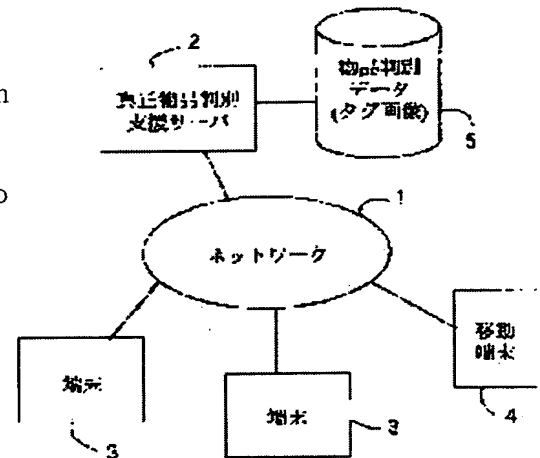 2
真正物品判別
支援サーバ
物品判別
データ
(タグ画像)
5
1
ネットワーク
移動
端末
4
端末
3
端末
3